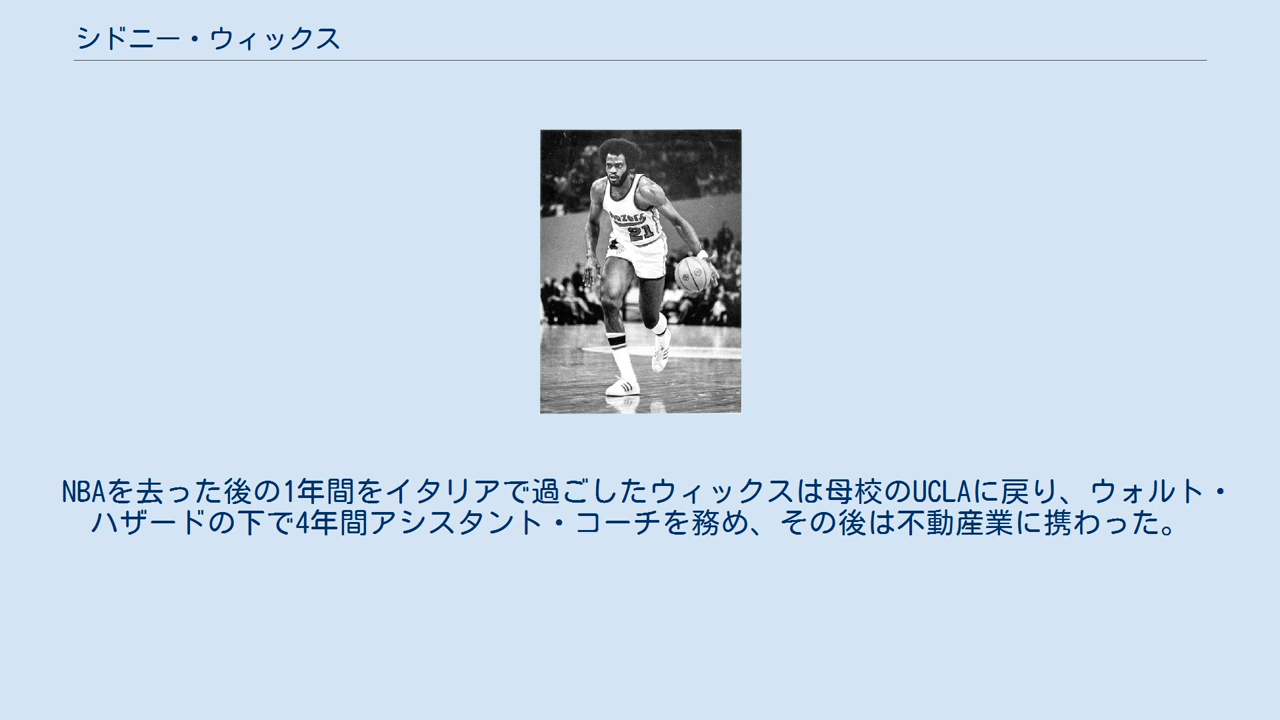 シドニー・ウィックス
21
NBAを去った後の1年間をイタリアで過ごしたウィックスは母校のUCLAに戻り、ウォルト・
ハザードの下で4年間アシスタント・コーチを務め、その後は不動産業に携わった。